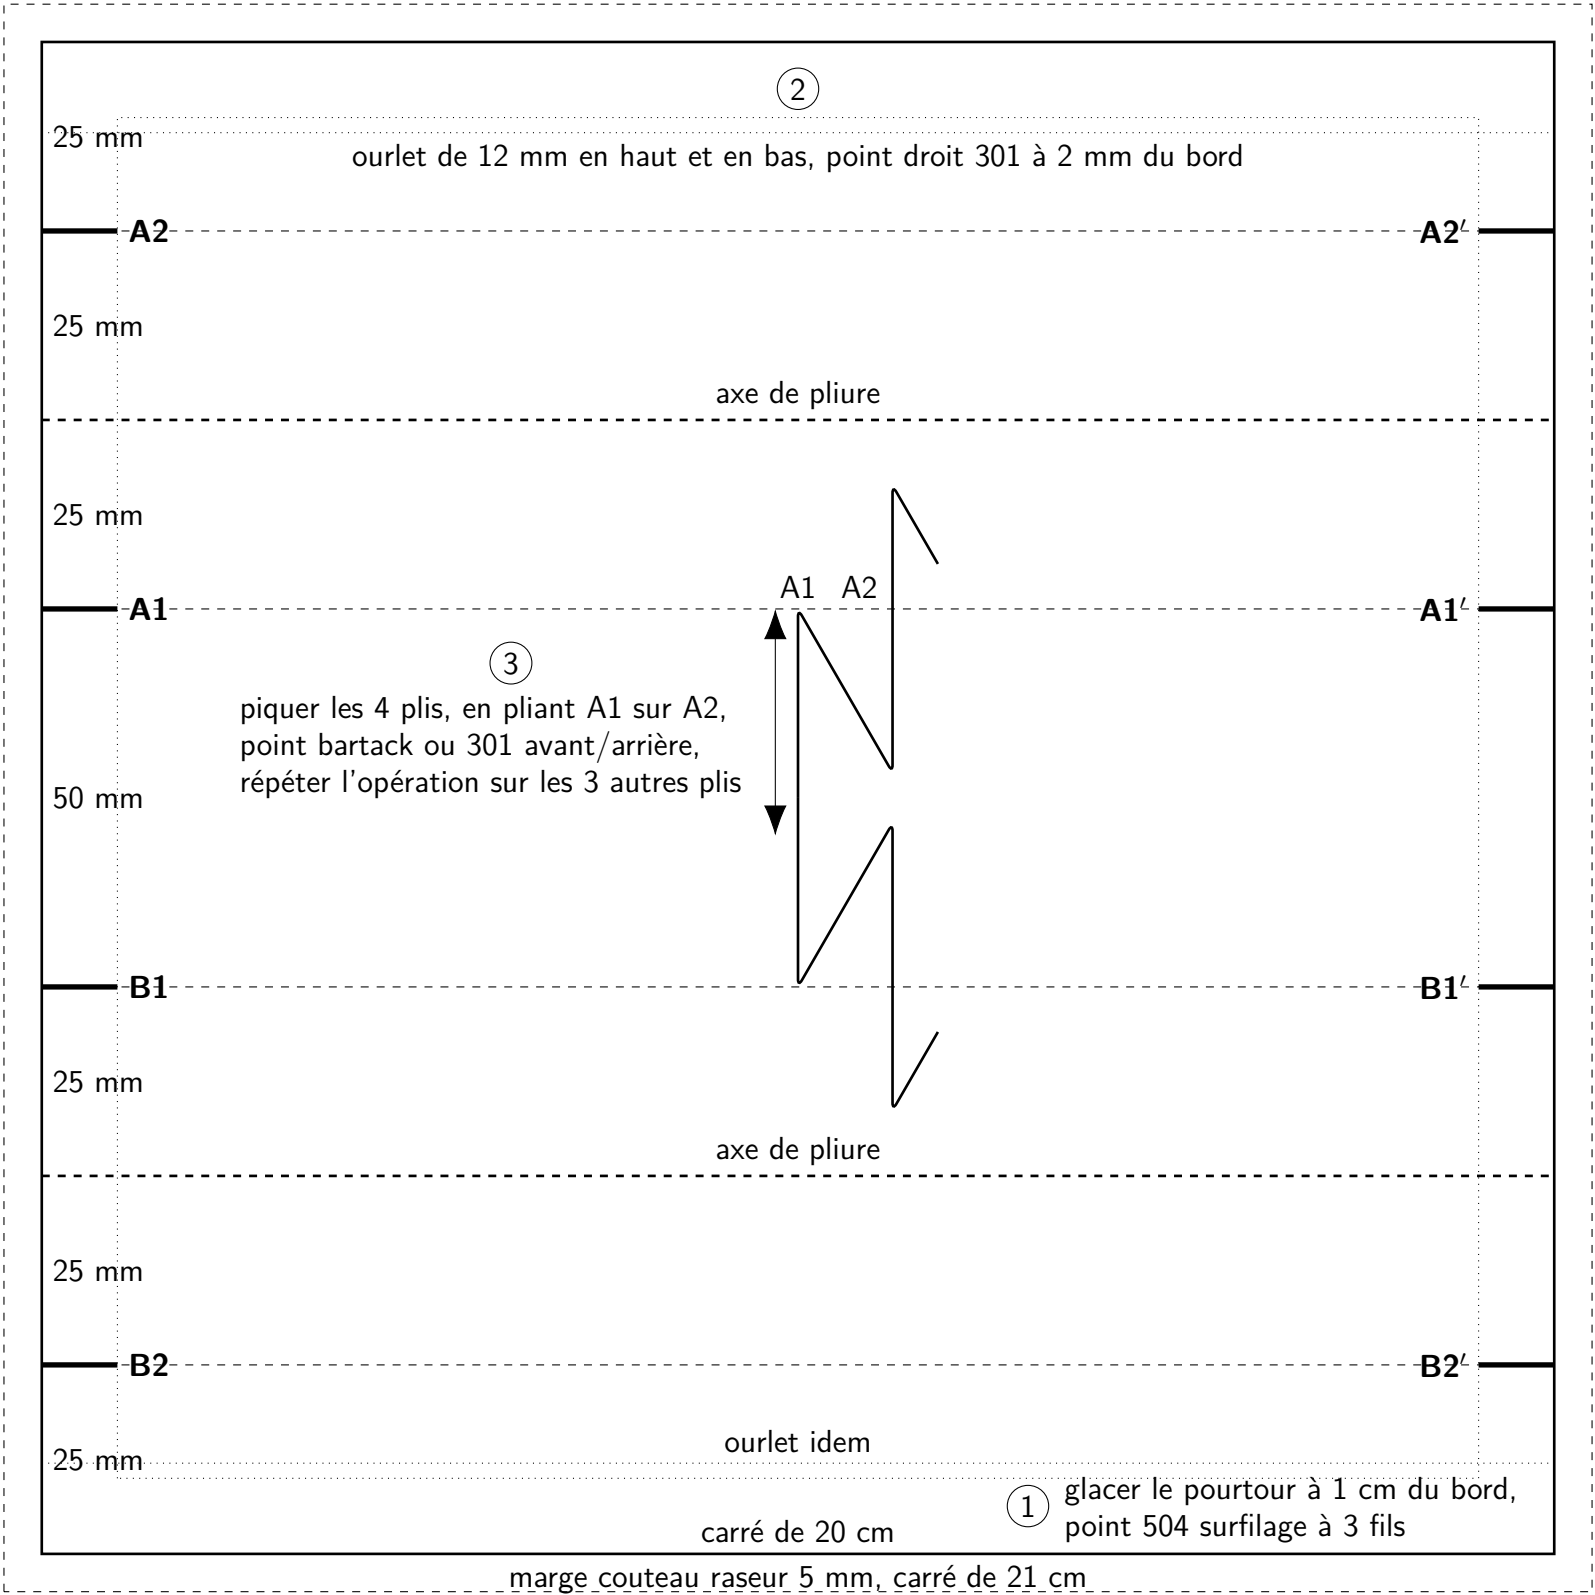 2
25 mm
ourlet de 12 mm en haut et en bas, point droit 301 à 2 mm du bord
A2
A2′
25 mm
axe de pliure
25 mm
A1 A2
A1
A1′
3
piquer les 4 plis, en pliant A1 sur A2,
point bartack ou 301 avant/arrière,
répéter l'opération sur les 3 autres plis
50 mm
B1
B1′
25 mm
axe de pliure
25 mm
B2
B2′
ourlet idem
25 mm
1
glacer le pourtour à 1 cm du bord,
point 504 surfilage à 3 fils
carré de 20 cm
marge couteau raseur 5 mm, carré de 21 cm